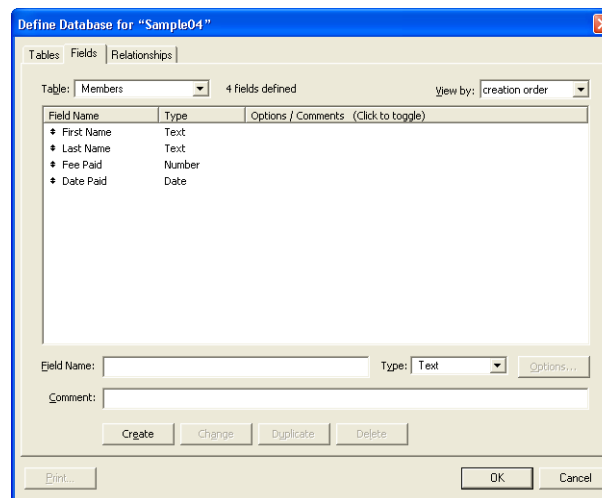 Define Database for “Sample04”
Tables Fields Relationships
Table: Members 4 fields defined View by: creation order
Field Name Type Options / Comments (Click to toggle)
First Name Text
Last Name Text
Fee Paid Number
Date Paid Date
Field Name: Type: Text Options...
Comment:
Create Change Duplicate Delete
Print... OK Cancel